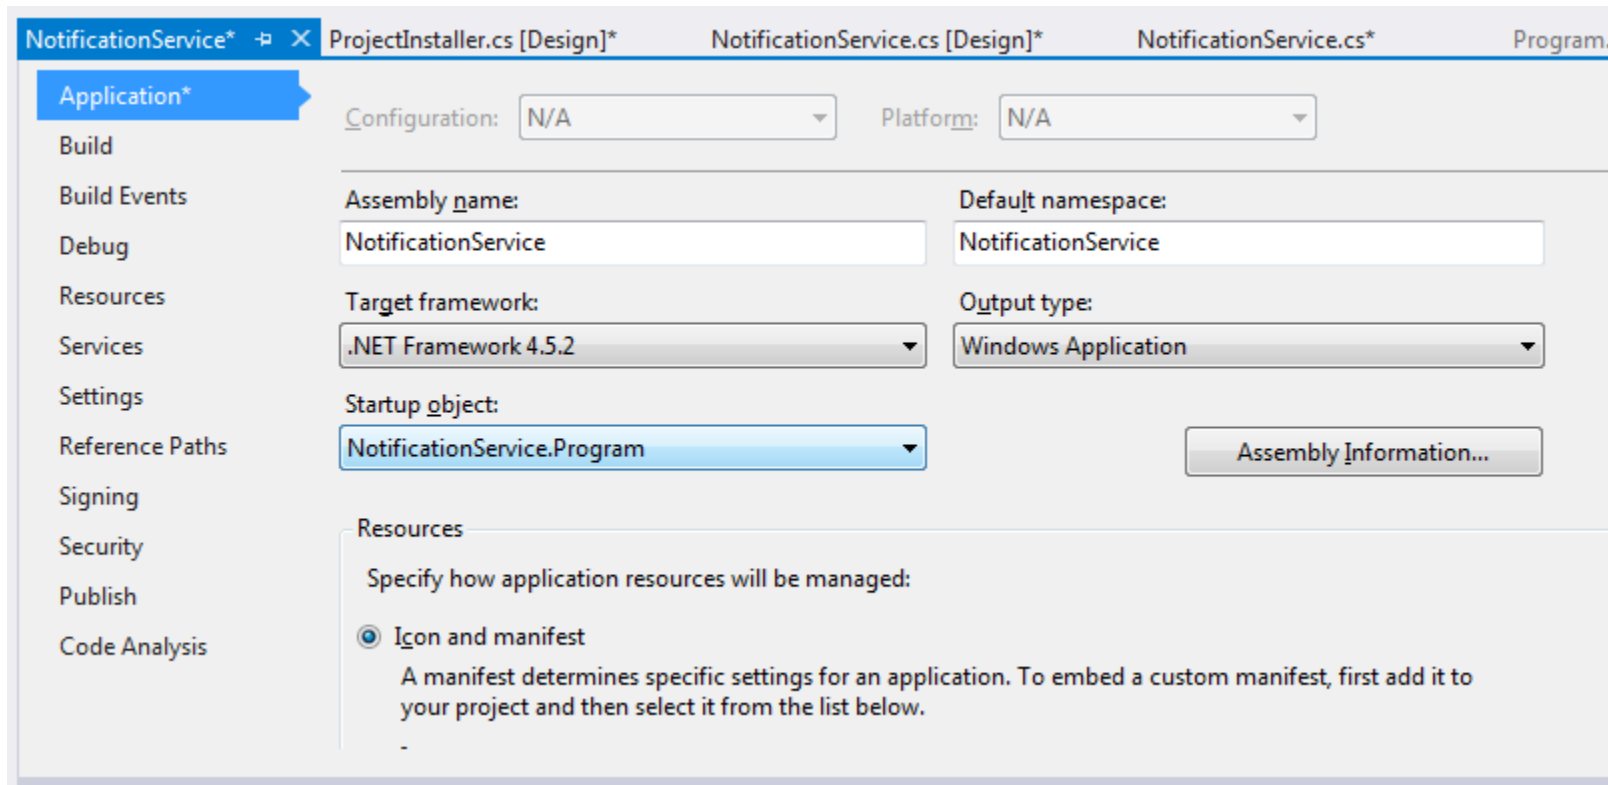 NotificationService* ProjectInstaller.cs [Design]* NotificationService.cs [Design]* NotificationService.cs* Program.
Application*
Build
Build Events
Debug
Resources
Services
Settings
Reference Paths
Signing
Security
Publish
Code Analysis
Configuration: N/A Platform: N/A
Assembly name: Default namespace:
NotificationService NotificationService
Target framework: Output type:
.NET Framework 4.5.2 Windows Application
Startup object:
NotificationService.Program Assembly Information...
Resources
Specify how application resources will be managed:
Icon and manifest
A manifest determines specific settings for an application. To embed a custom manifest, first add it to
your project and then select it from the list below.